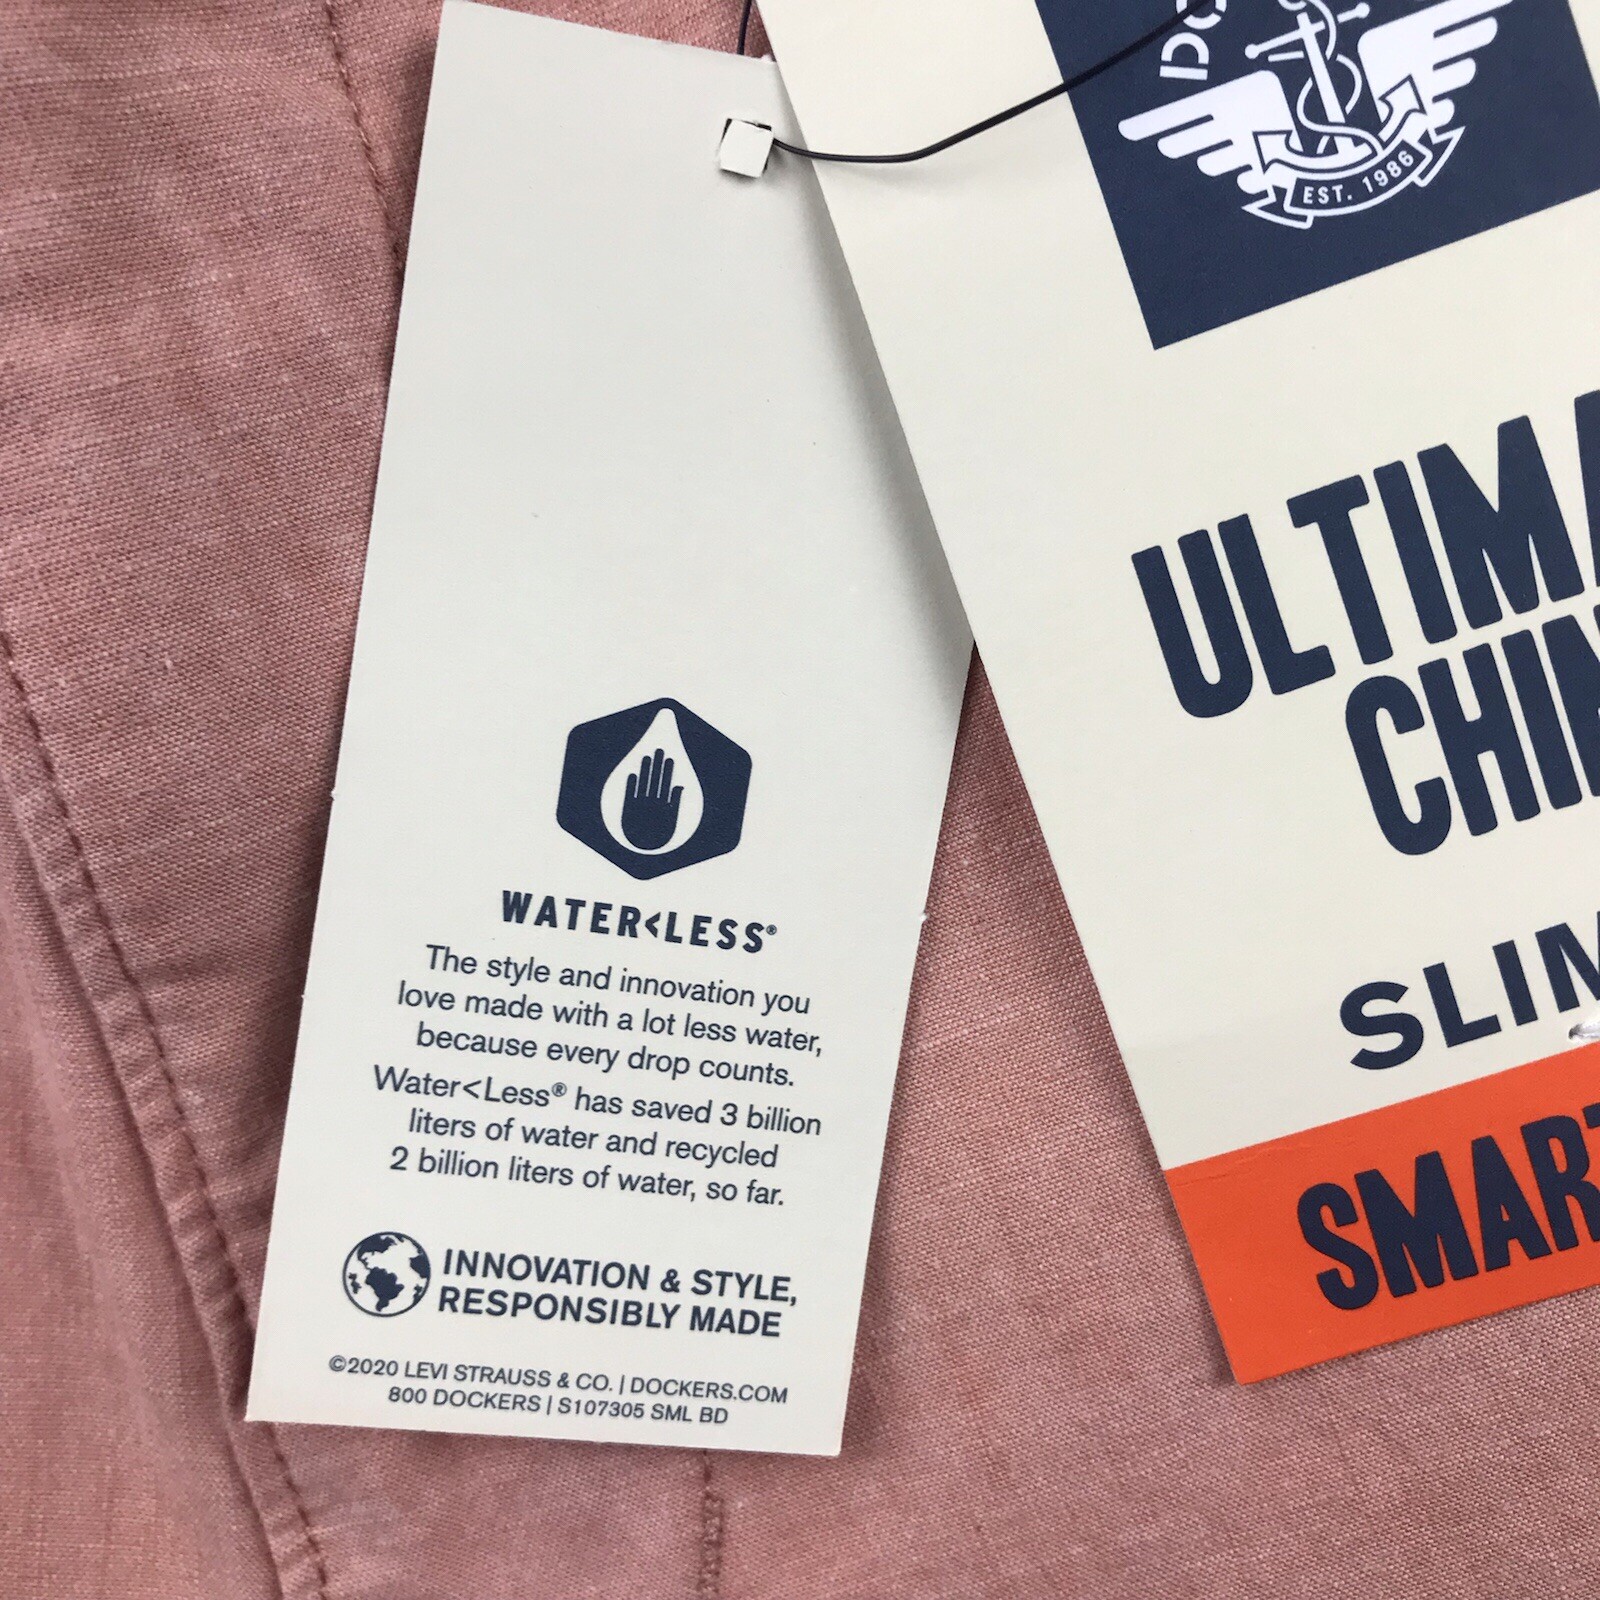 WATER<LESS®
The style and innovation you
love made with a lot less water,
because every drop counts.
Water<Less® has saved 3 billion
liters of water and recycled
2 billion liters of water, so far.
INNOVATION & STYLE,
RESPONSIBLY MADE
©2020 LEVI STRAUSS & CO. | DOCKERS.COM
800 DOCKERS | S107305 SML BD
EST. 1986
SLIM
SMART